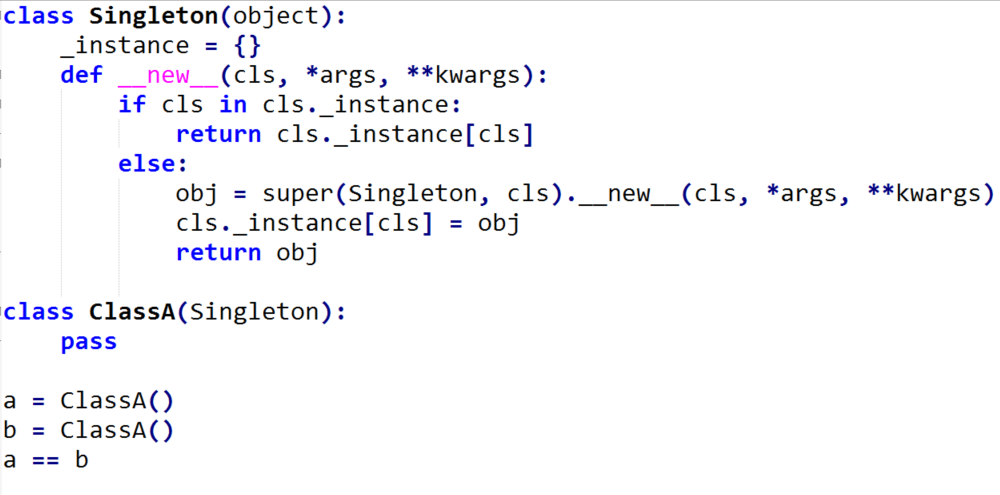 class Singleton(object):
    _instance = {}
    def __new__(cls, *args, **kwargs):
        if cls in cls._instance:
            return cls._instance[cls]
        else:
            obj = super(Singleton, cls).__new__(cls, *args, **kwargs)
            cls._instance[cls] = obj
            return obj

class ClassA(Singleton):
    pass

a = ClassA()
b = ClassA()
a == b